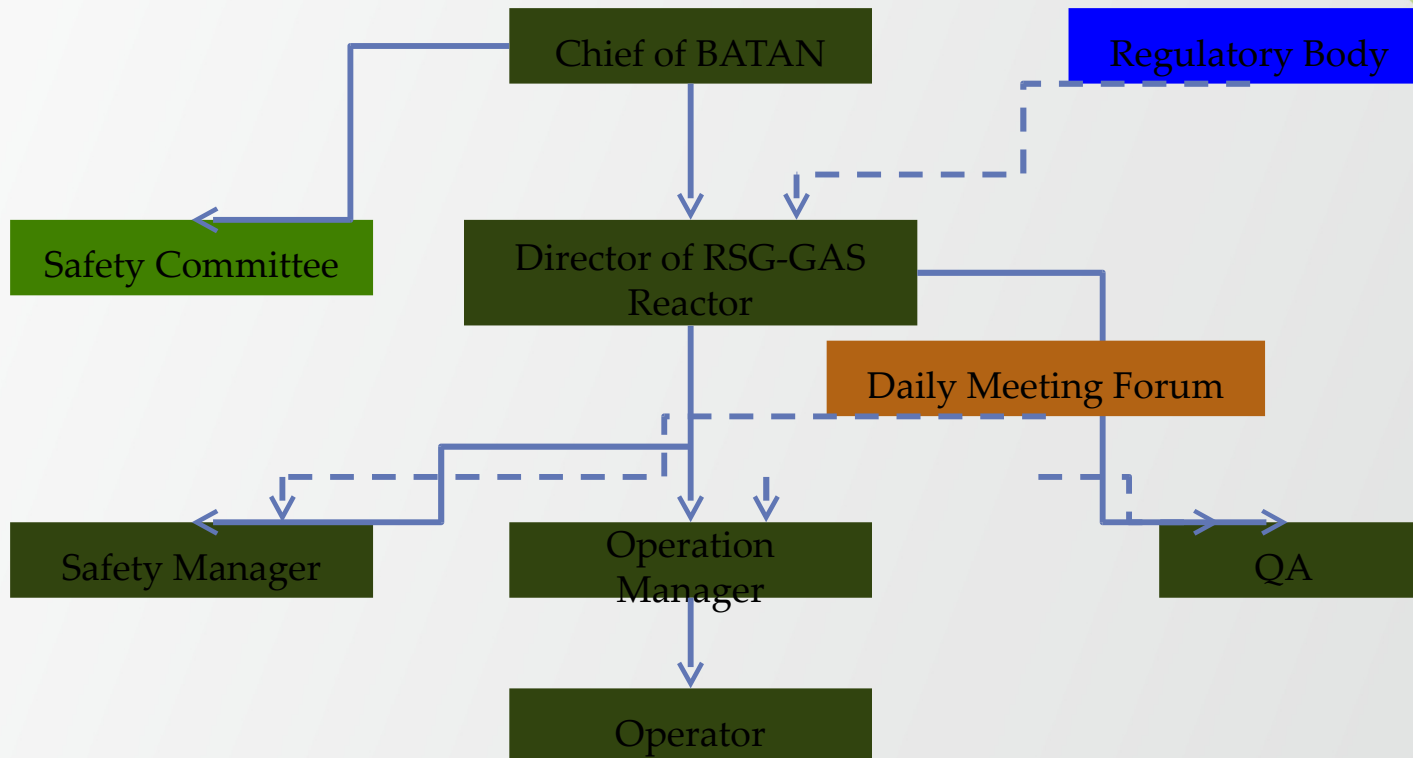 Chief of BATAN
Regulatory Body
Safety Committee
Director of RSG-GAS
Reactor
Daily Meeting Forum
Safety Manager
Operation
Manager
QA
Operator